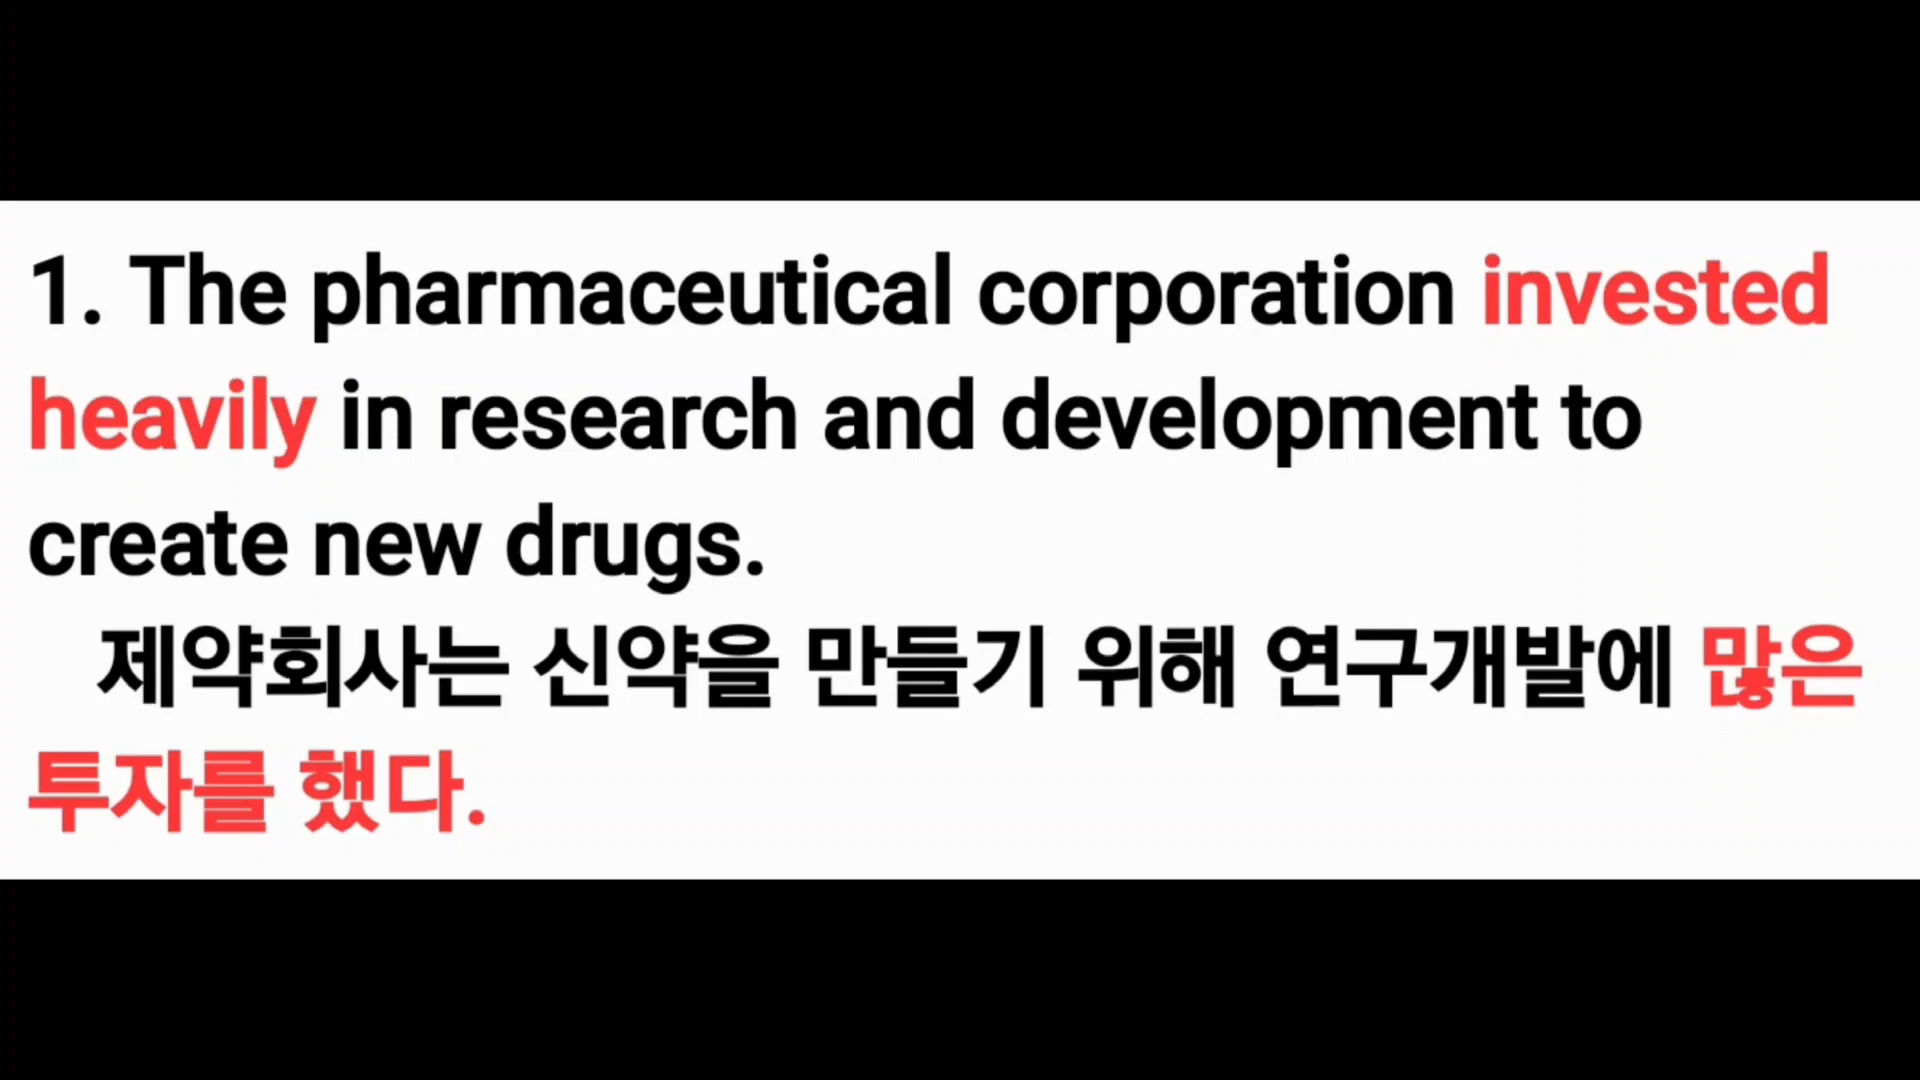 1. The pharmaceutical corporation invested
heavily in research and development to
create new drugs.
제약회사는 신약을 만들기 위해 연구개발에 많은
투자를 했다.